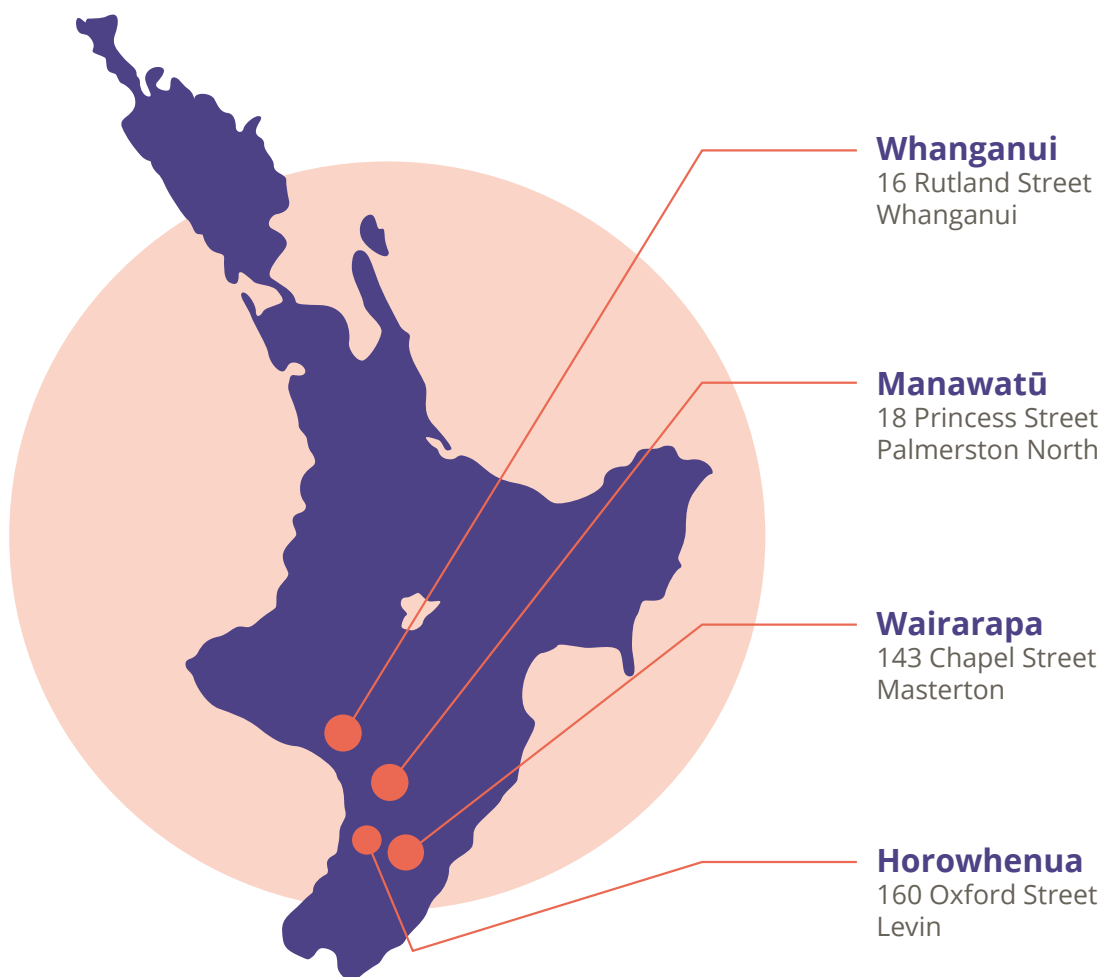 Whanganui
16 Rutland Street
Whanganui
Manawatū
18 Princess Street
Palmerston North
Wairarapa
143 Chapel Street
Masterton
Horowhenua
160 Oxford Street
Levin